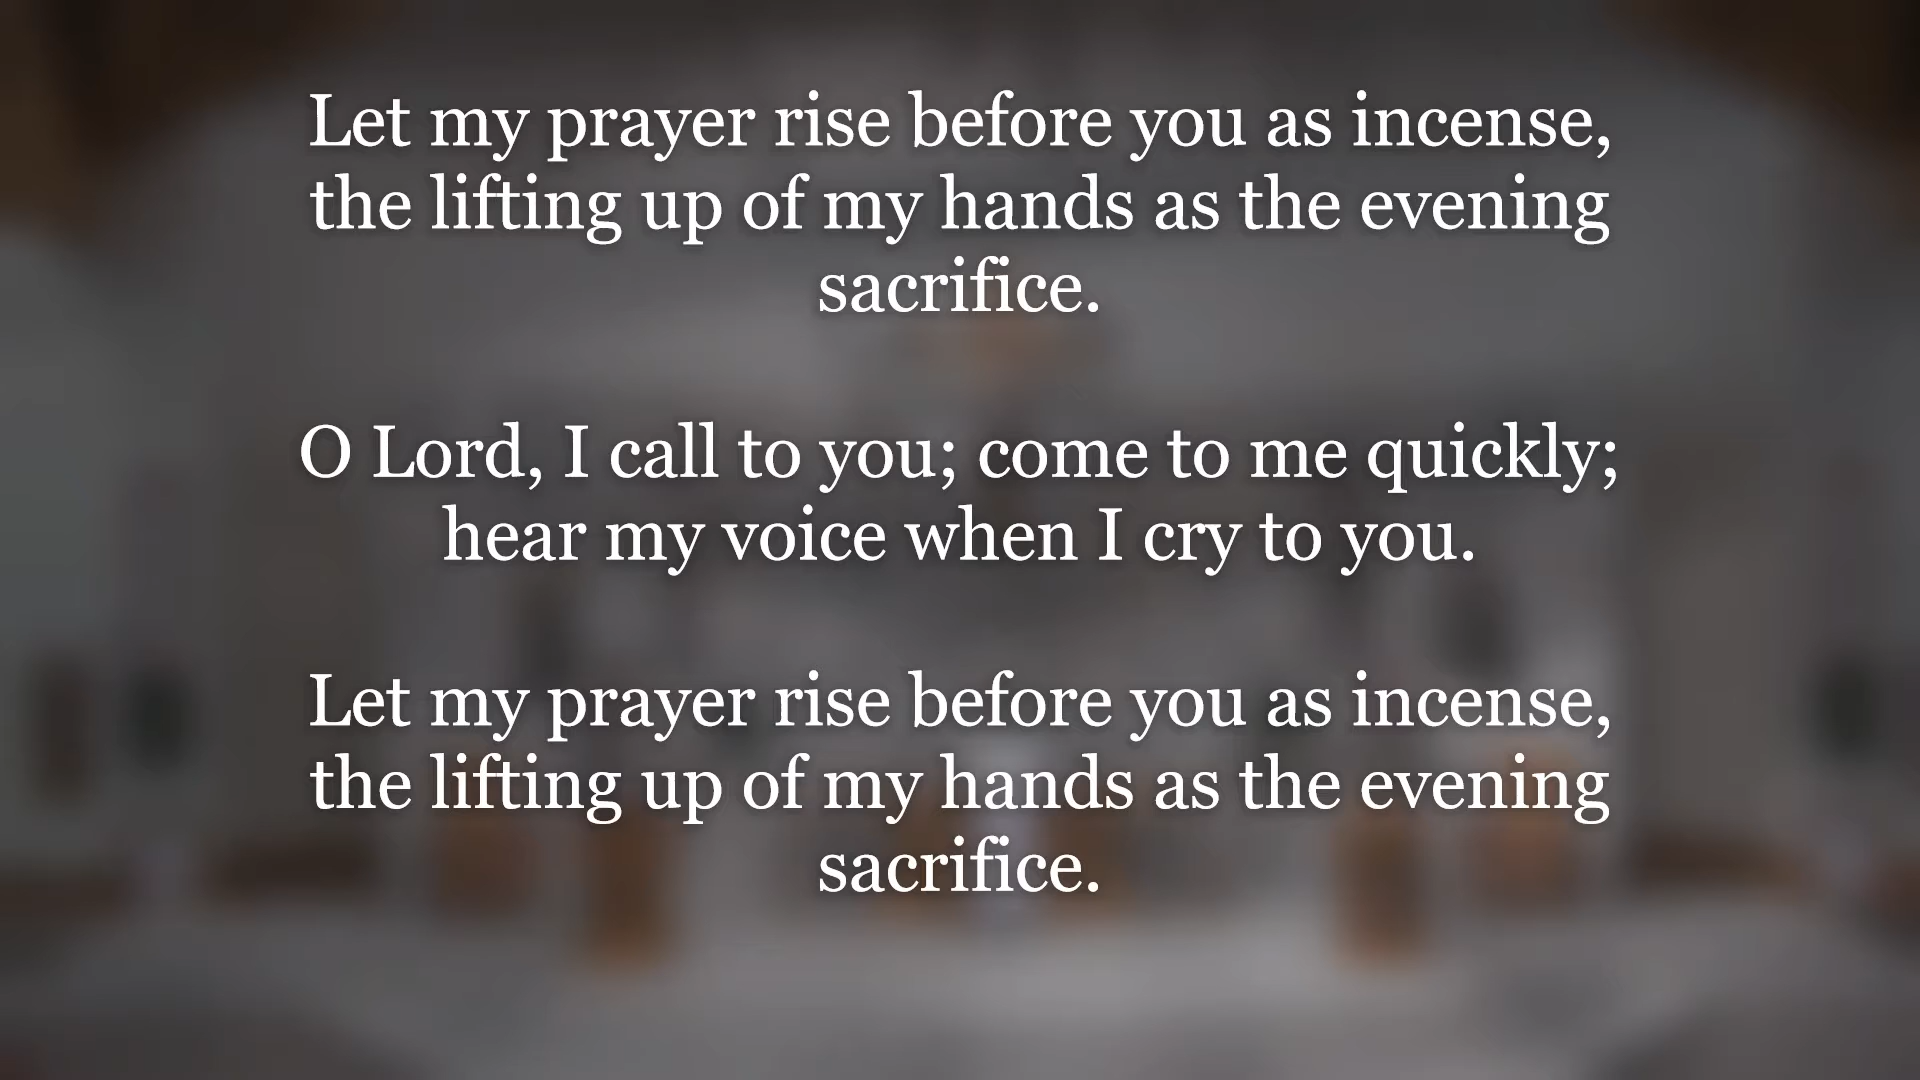 Let my prayer rise before you as incense,
the lifting up of my hands as the evening
sacrifice.
O Lord, I call to you; come to me quickly;
hear my voice when I cry to you.
Let my prayer rise before you as incense,
the lifting up of my hands as the evening
sacrifice.